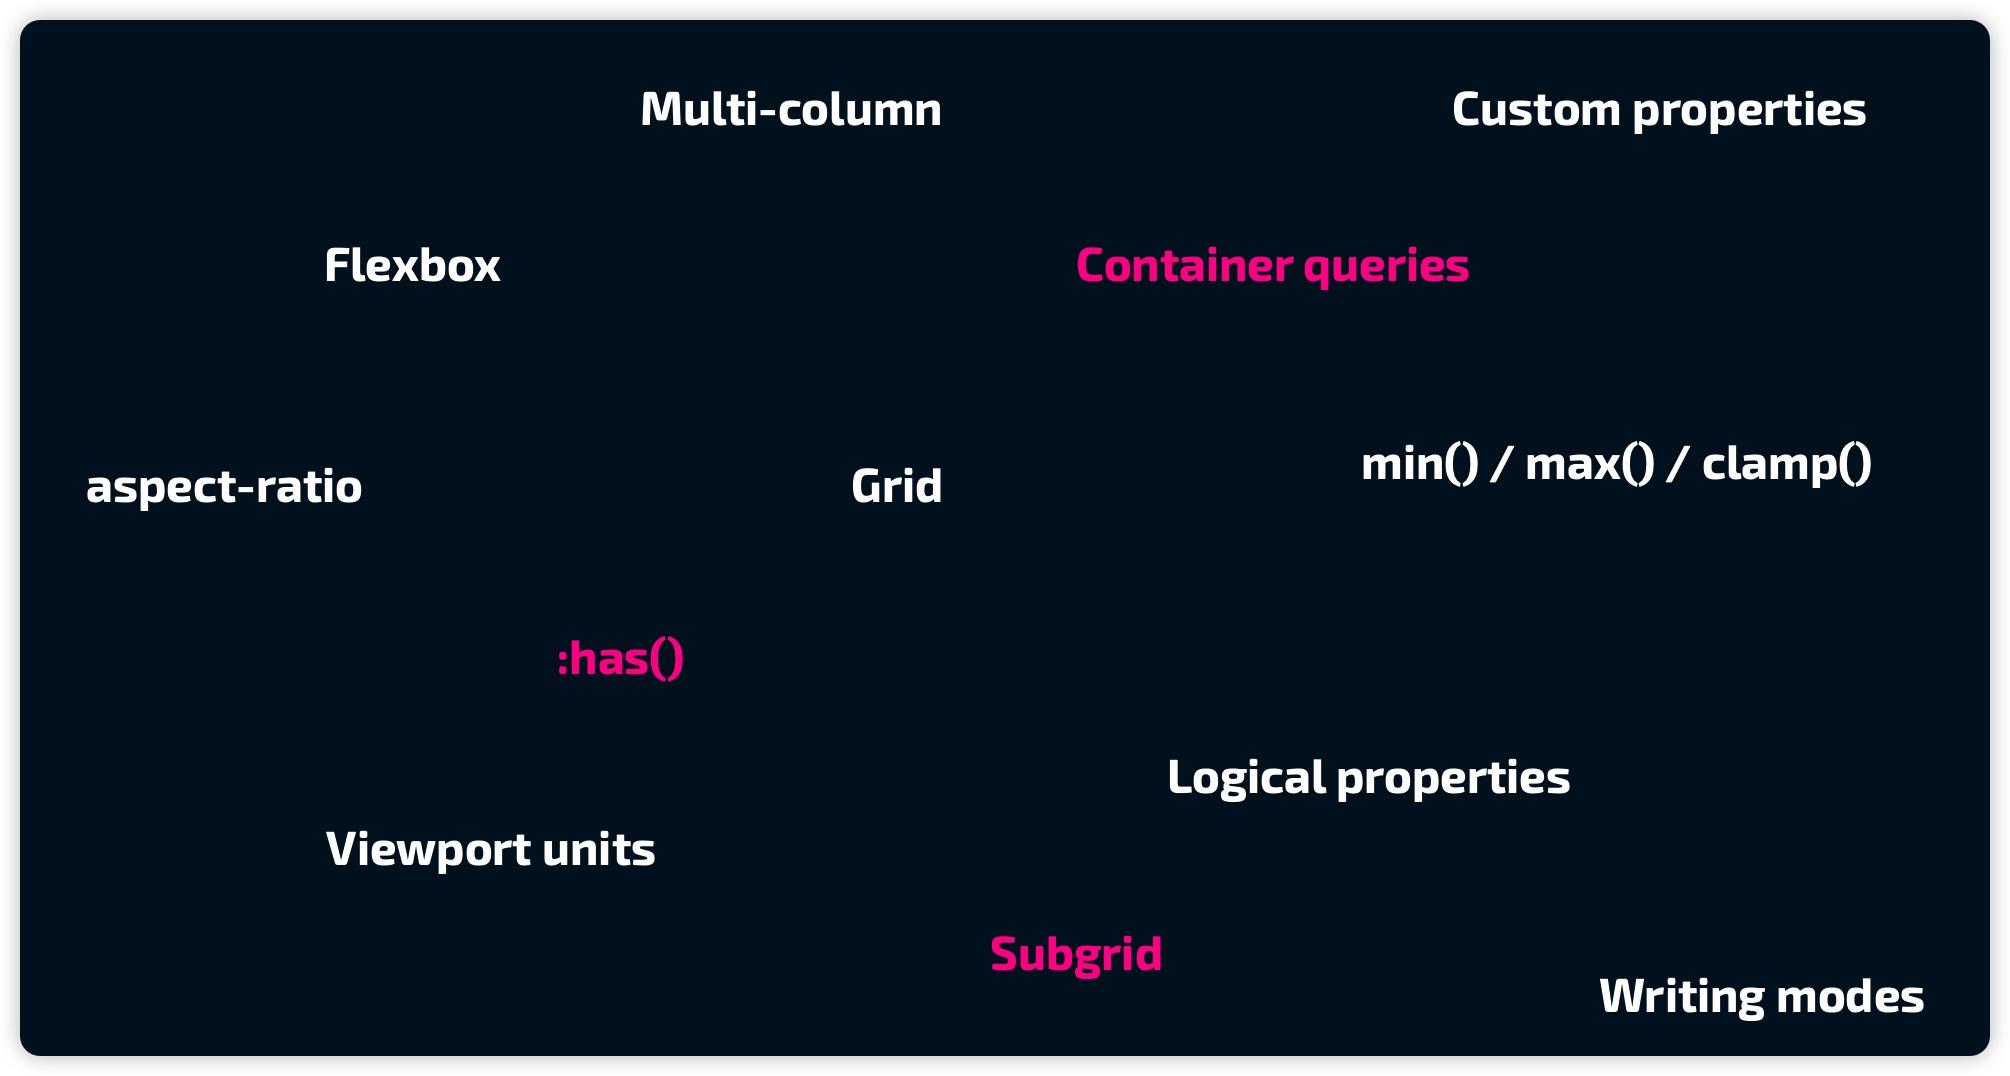 Multi-column
Custom properties
Flexbox
Container queries
aspect-ratio
Grid
min() / max() / clamp()
:has()
Logical properties
Viewport units
Subgrid
Writing modes